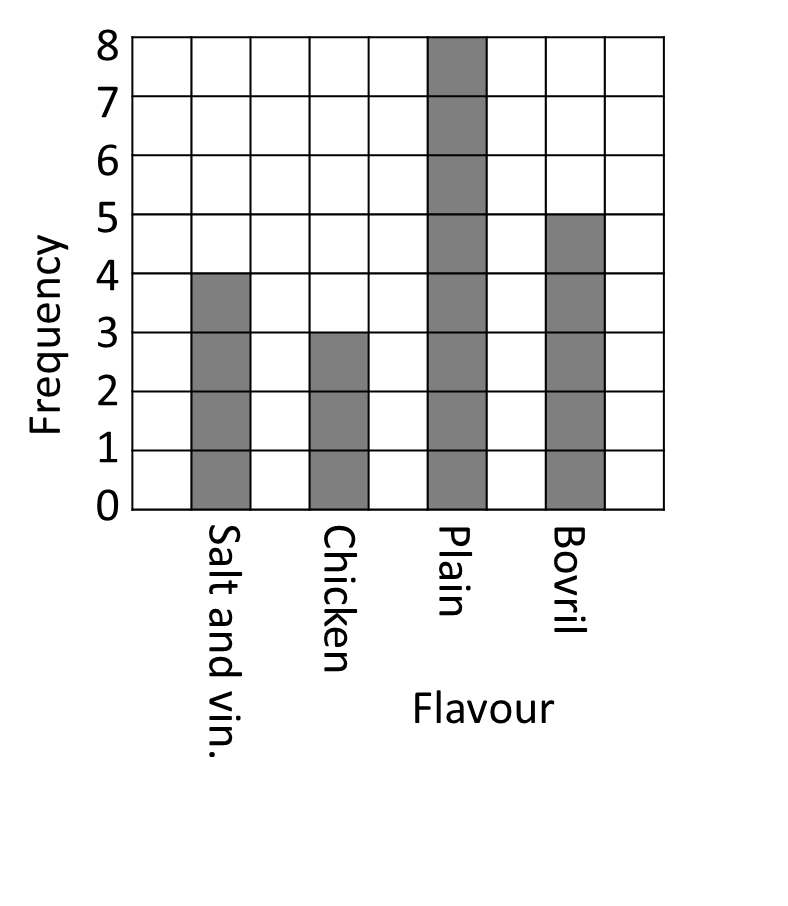 8
7
6
5
4
3
2
1
0
Frequency
Salt and vin.
Chicken
Plain
Bovril
Flavour